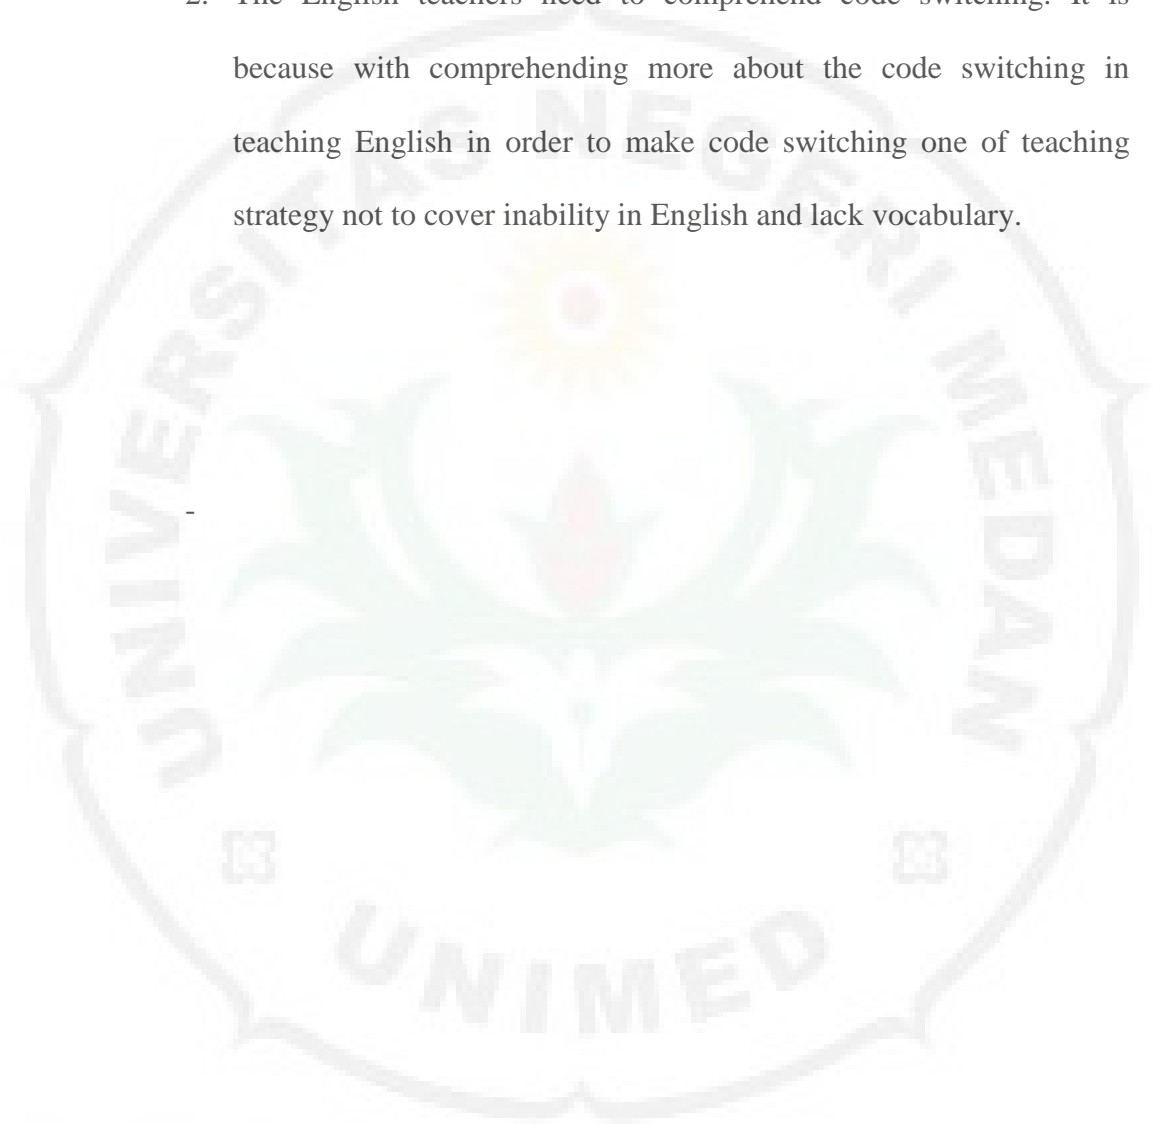 2. The English teachers need to comprehend code switching. It is
because with comprehending more about the code switching in
teaching English in order to make code switching one of teaching
strategy not to cover inability in English and lack vocabulary.
-
UNIVERSITAS NEGERI MEDAN
UNIMED